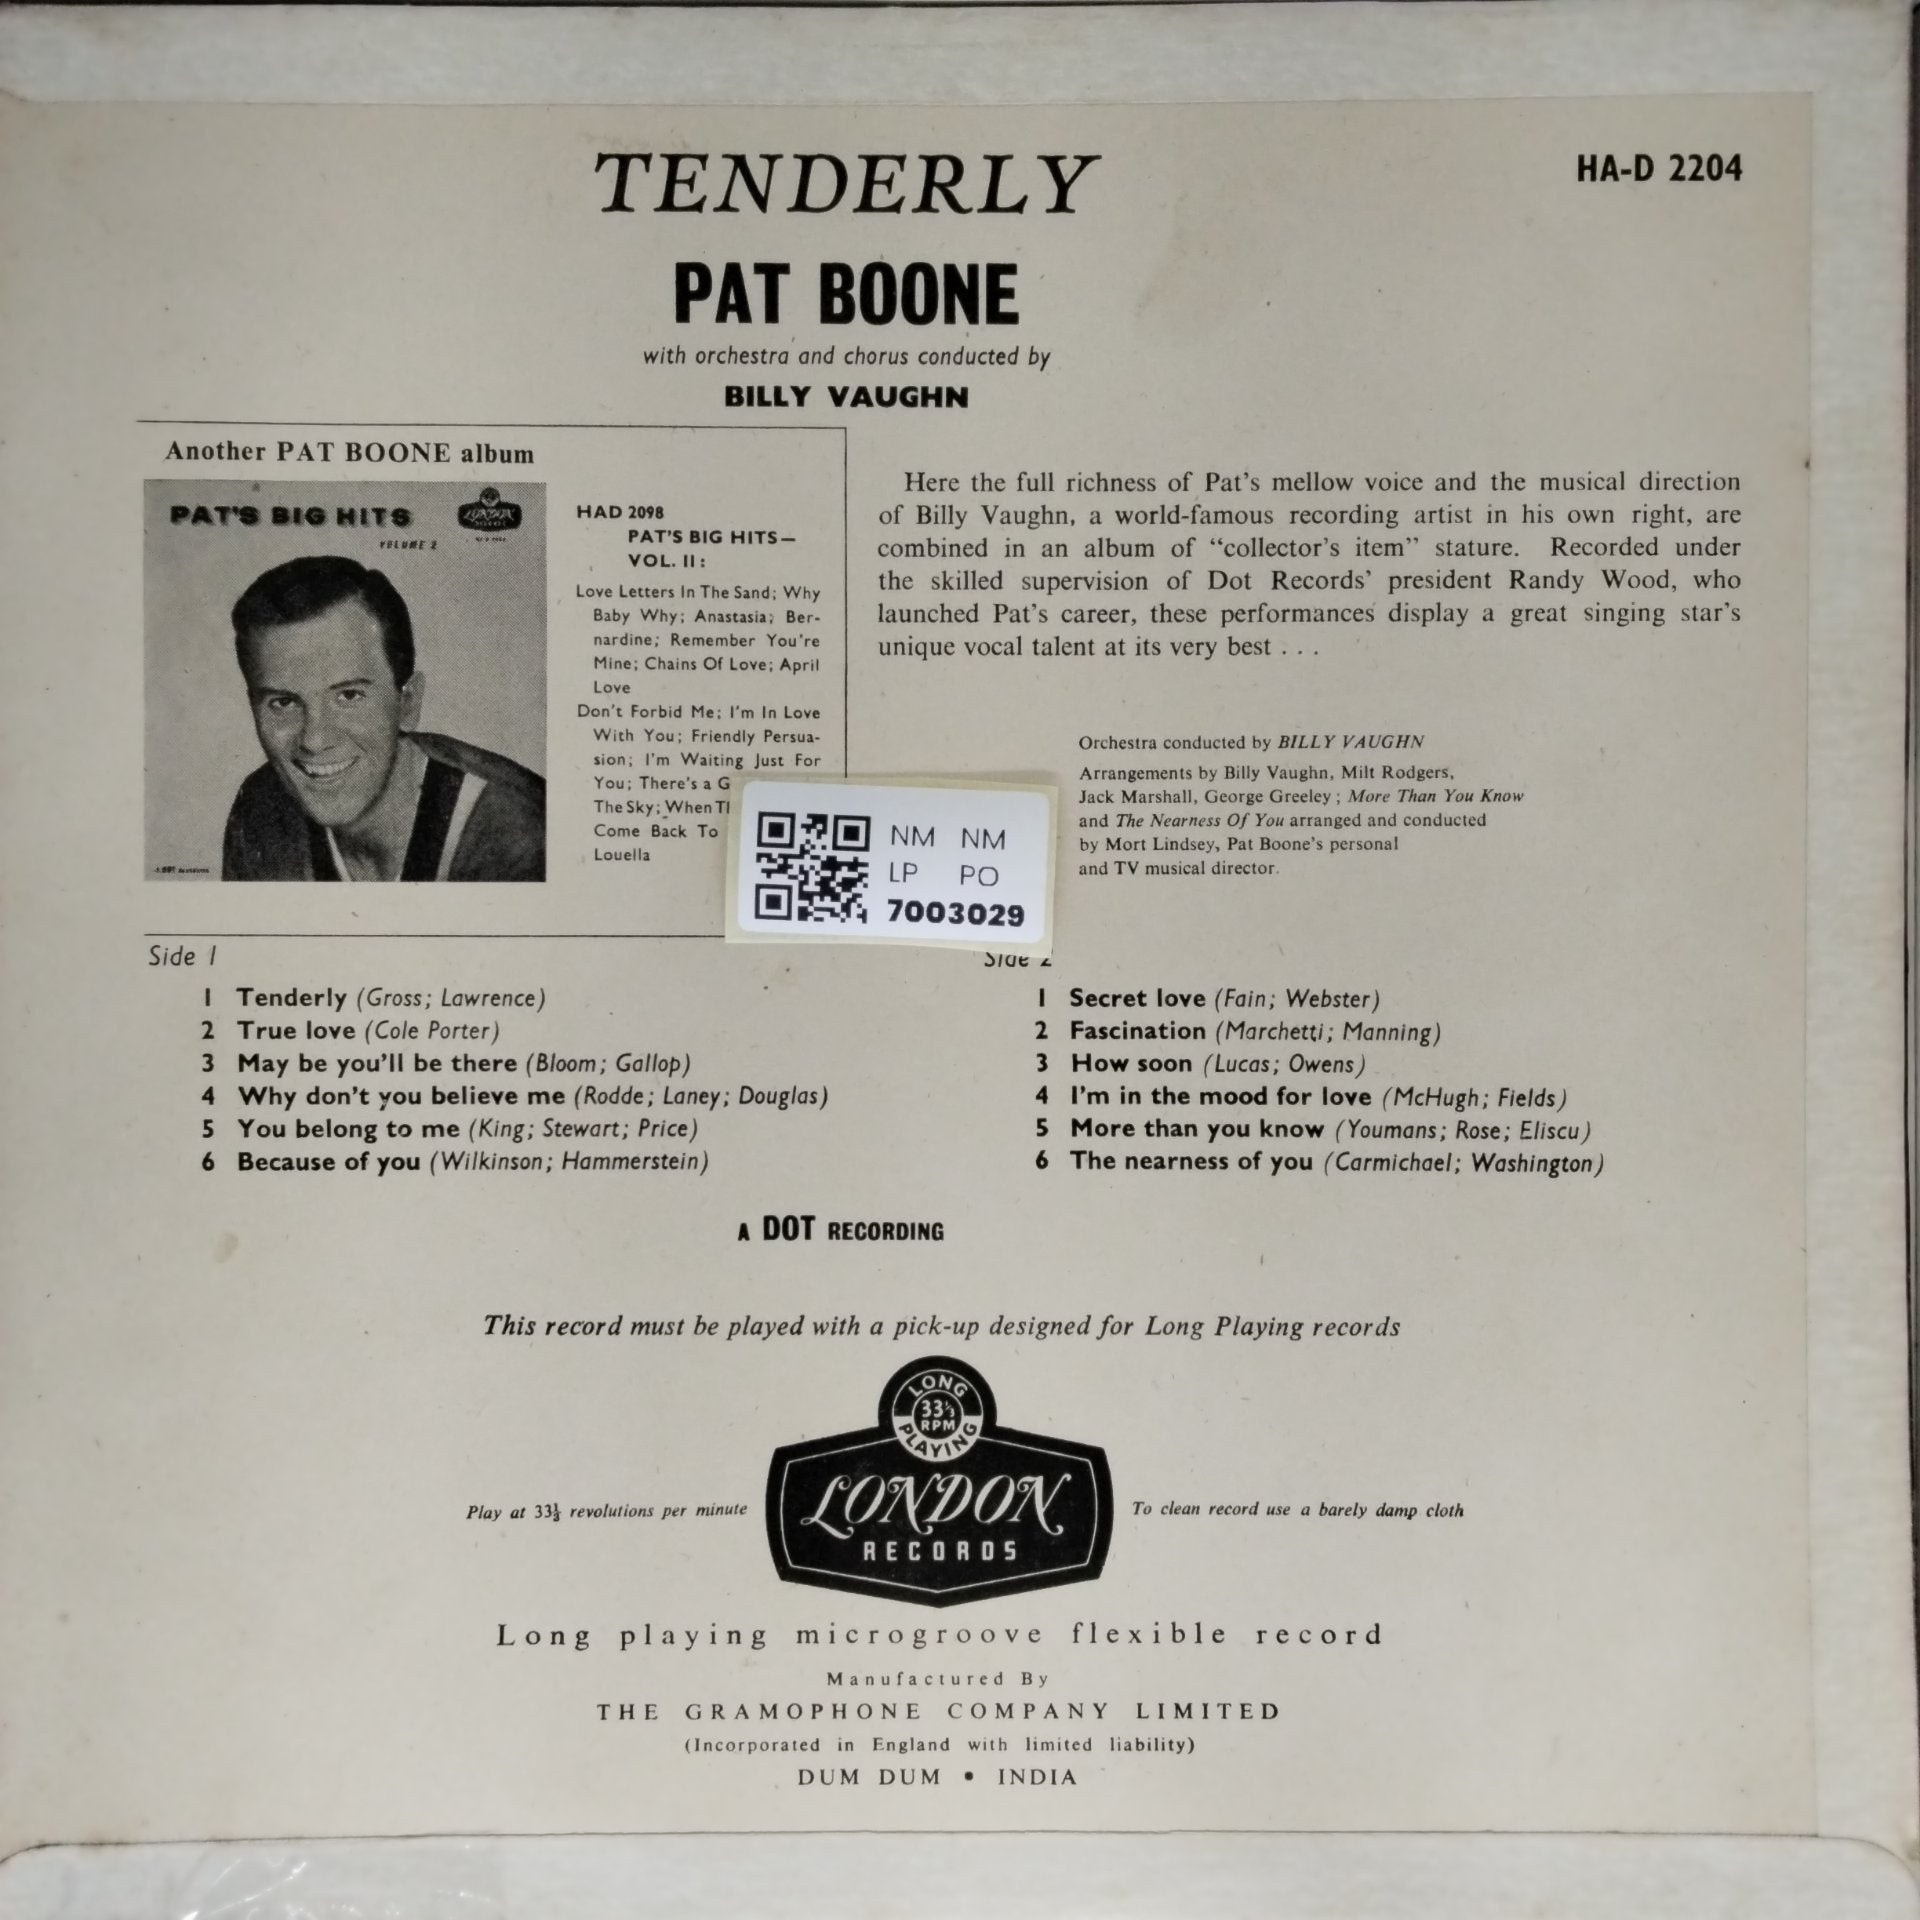 TENDERLY
HA-D 2204
PAT BOONE
with orchestra and chorus conducted by
BILLY VAUGHN
Another PAT BOONE album
PAT'S BIG HITS
VOLUME 2
LONDON
HAD 2098
PAT'S BIG HITS—
VOL. II:
Love Letters In The Sand; Why
Baby Why; Anastasia; Ber-
nardine; Remember You're
Mine; Chains Of Love; April
Love
Don't Forbid Me; I'm In Love
With You; Friendly Persua-
sion; I'm Waiting Just For
You; There's a G
The Sky; When
Come Back To
Louella
Here the full richness of Pat's mellow voice and the musical direction
of Billy Vaughn, a world-famous recording artist in his own right, are
combined in an album of “collector's item” stature. Recorded under
the skilled supervision of Dot Records' president Randy Wood, who
launched Pat's career, these performances display a great singing star's
unique vocal talent at its very best . . .
Orchestra conducted by BILLY VAUGHN
Arrangements by Billy Vaughn, Milt Rodgers,
Jack Marshall, George Greeley; More Than You Know
and The Nearness Of You arranged and conducted
by Mort Lindsey, Pat Boone's personal
and TV musical director.
NM NM
LP PO
7003029
Side 1
1 Tenderly (Gross; Lawrence)
2 True love (Cole Porter)
3 May be you'll be there (Bloom; Gallop)
4 Why don't you believe me (Rodde; Laney; Douglas)
5 You belong to me (King; Stewart; Price)
6 Because of you (Wilkinson; Hammerstein)
Side 2
1 Secret love (Fain; Webster)
2 Fascination (Marchetti; Manning)
3 How soon (Lucas; Owens)
4 I'm in the mood for love (McHugh; Fields)
5 More than you know (Youmans; Rose; Eliscu)
6 The nearness of you (Carmichael; Washington)
A DOT RECORDING
This record must be played with a pick-up designed for Long Playing records
LONG
33⅓
RPM
PLAYING
LONDON
RECORDS
Play at 33⅓ revolutions per minute
To clean record use a barely damp cloth
Long playing microgroove flexible record
Manufactured By
THE GRAMOPHONE COMPANY LIMITED
(Incorporated in England with limited liability)
DUM DUM • INDIA